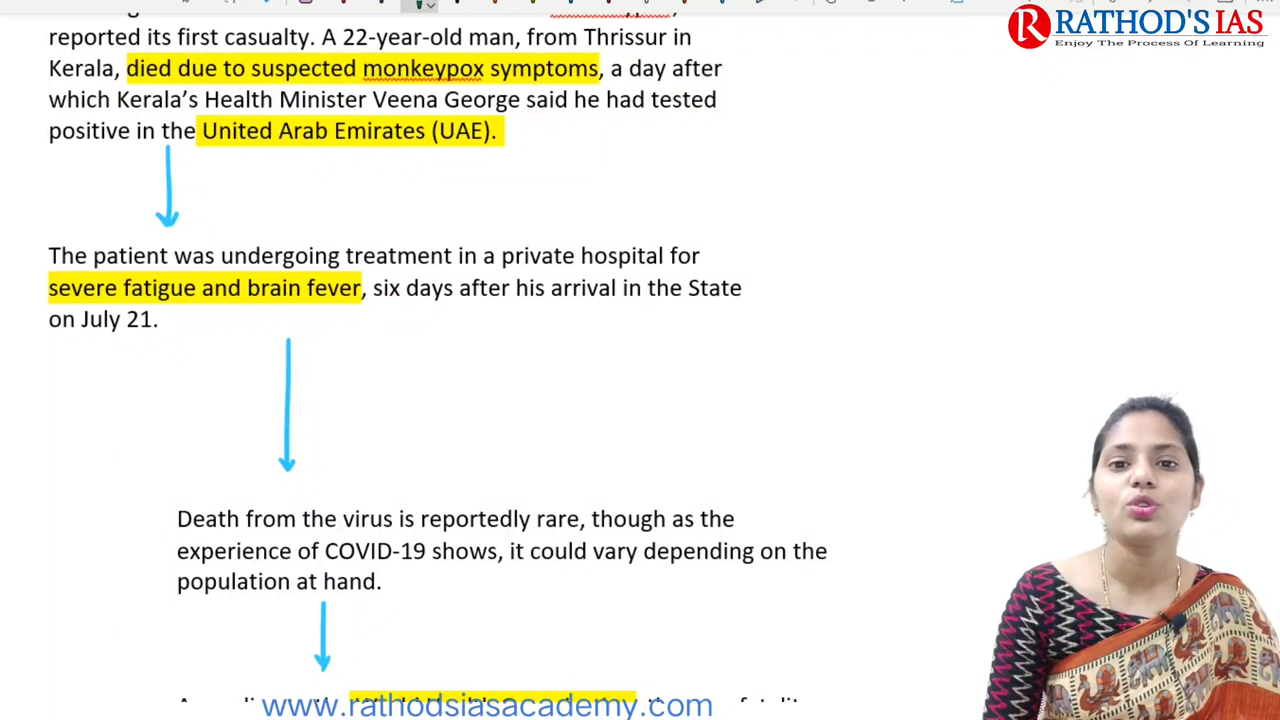 RATHOD'S IAS
Enjoy The Process Of Learning
reported its first casualty. A 22-year-old man, from Thrissur in
Kerala, died due to suspected monkeypox symptoms, a day after
which Kerala's Health Minister Veena George said he had tested
positive in the United Arab Emirates (UAE).
The patient was undergoing treatment in a private hospital for
severe fatigue and brain fever, six days after his arrival in the State
on July 21.
Death from the virus is reportedly rare, though as the
experience of COVID-19 shows, it could vary depending on the
population at hand.
www.rathodsiasacademy.com